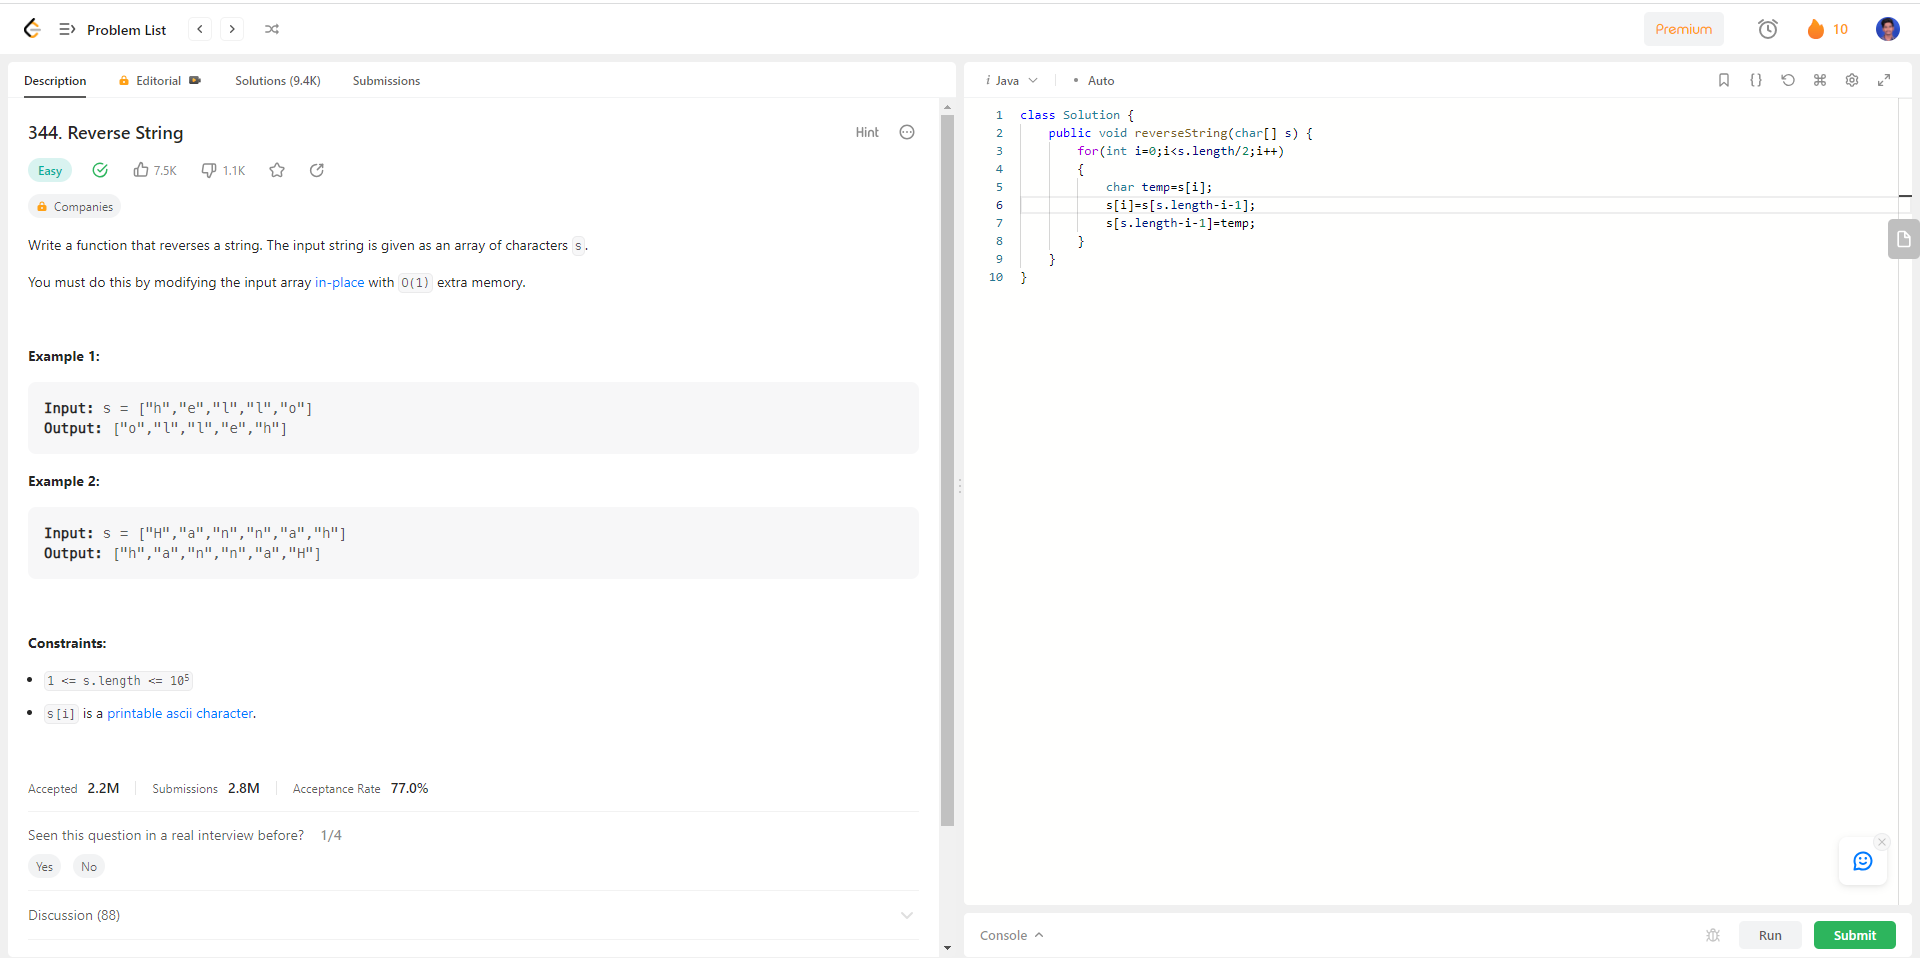 Problem List
Premium
10
Description
Editorial
Solutions (9.4K)
Submissions
344. Reverse String
Hint
Easy
7.5K
1.1K
Companies
Write a function that reverses a string. The input string is given as an array of characters s.
You must do this by modifying the input array in-place with O(1) extra memory.
Example 1:
Input: s = ["h","e","l","l","o"]
Output: ["o","l","l","e","h"]
Example 2:
Input: s = ["H","a","n","n","a","h"]
Output: ["h","a","n","n","a","H"]
Constraints:
1 <= s.length <= 10⁵
s[i] is a printable ascii character.
Accepted 2.2M Submissions 2.8M Acceptance Rate 77.0%
Seen this question in a real interview before? 1/4
Yes No
Discussion (88)
i Java • Auto
1 class Solution {
2 public void reverseString(char[] s) {
3 for(int i=0;i<s.length/2;i++)
4 {
5 char temp=s[i];
6 s[i]=s[s.length-i-1];
7 s[s.length-i-1]=temp;
8 }
9 }
10 }
Console
Run
Submit